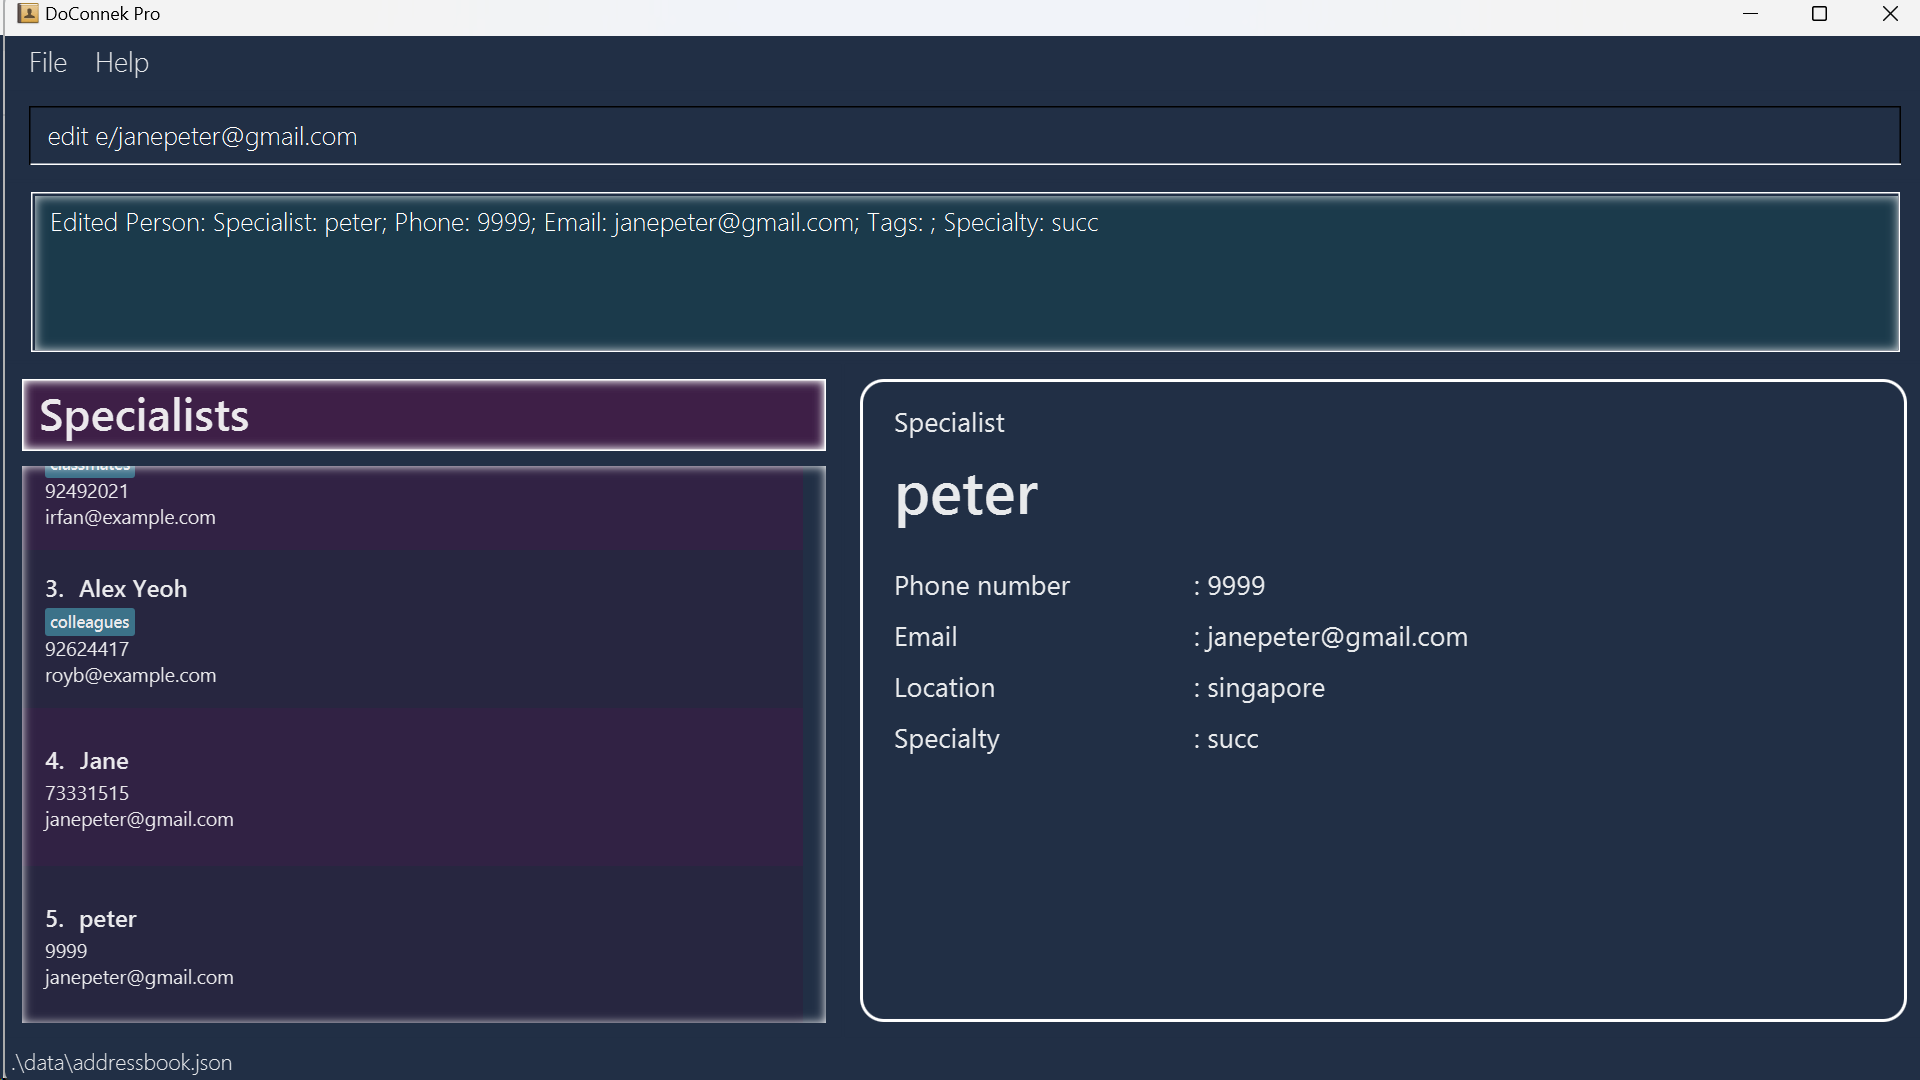 DoConnek Pro
File Help
edit e/janepeter@gmail.com
Edited Person: Specialist: peter; Phone: 9999; Email: janepeter@gmail.com; Tags: ; Specialty: succ
Specialists
classmates
92492021
irfan@example.com
3. Alex Yeoh
colleagues
92624417
royb@example.com
4. Jane
73331515
janepeter@gmail.com
5. peter
9999
janepeter@gmail.com
Specialist
peter
Phone number : 9999
Email : janepeter@gmail.com
Location : singapore
Specialty : succ
.\data\addressbook.json